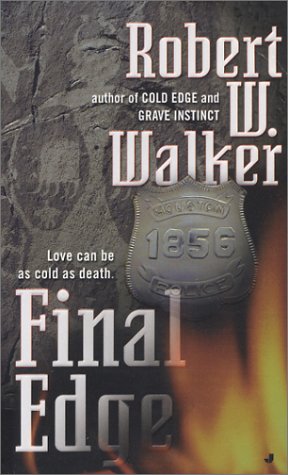 Robert
author of COLD EDGE and
GRAVE INSTINCT
W.
Walker
HOUSTON
1856
POLICE
Love can be
as cold as death.
Final
Edge
J